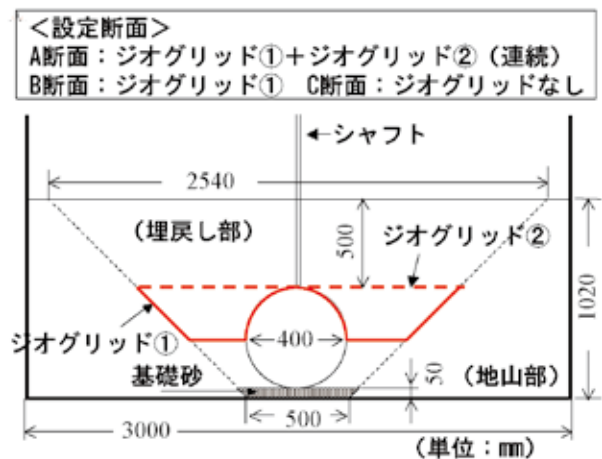 <設定断面>
A断面：ジオグリッド①＋ジオグリッド②（連続）
B断面：ジオグリッド①　C断面：ジオグリッドなし
シャフト
2540
（埋戻し部）
500
ジオグリッド②
1020
ジオグリッド①
400
基礎砂
50
（地山部）
500
3000
（単位：㎜）